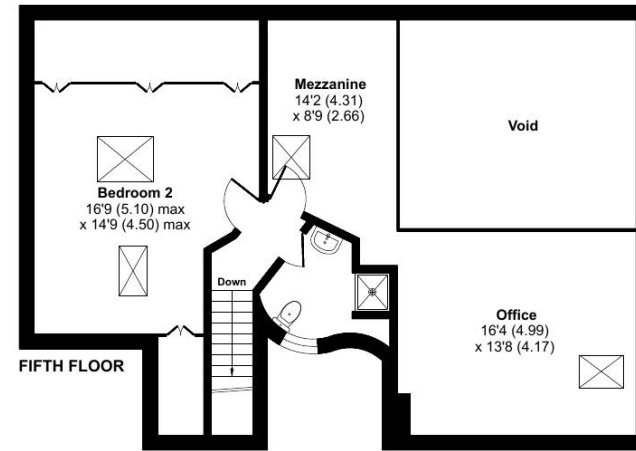 Mezzanine
14'2 (4.31)
x 8'9 (2.66)
Void
Bedroom 2
16'9 (5.10) max
x 14'9 (4.50) max
Down
Office
16'4 (4.99)
x 13'8 (4.17)
FIFTH FLOOR